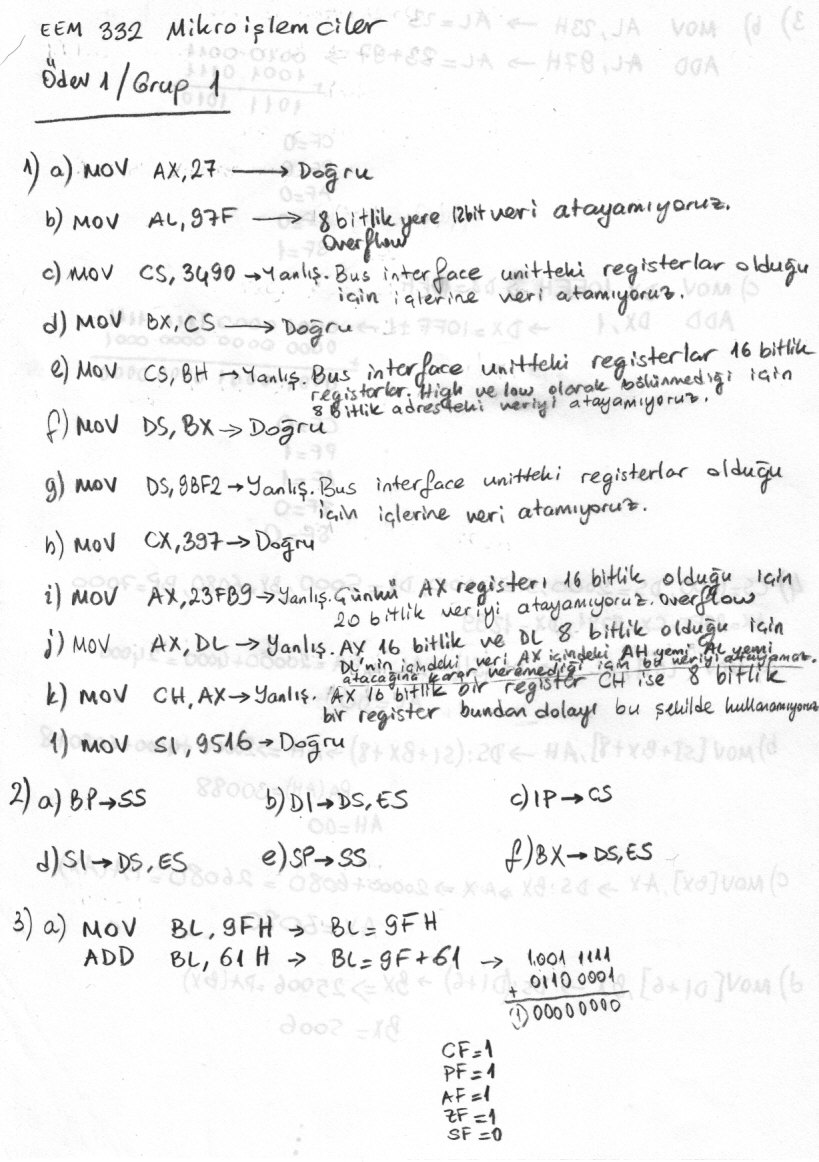 EEM 332 Mikroişlemciler
Ödev 1/Grup 1
1) a) MOV AX,27 → Doğru
b) MOV AL,97F → 8 bitlik yere 12bit veri atayamıyoruz.
Overflow
c) MOV CS,3490 → Yanlış. Bus interface unitteki registerlar olduğu
için içlerine veri atamıyoruz.
d) MOV BX,CS → Doğru
e) MOV CS,BH → Yanlış. Bus interface unitteki registerlar 16 bitlik
registerlar. High ve low olarak bölünmediği için
8 Bitlik adresteki veriyi atayamıyoruz.
f) MOV DS,BX → Doğru
g) MOV DS,9BF2 → Yanlış. Bus interface unitteki registerlar olduğu
için içlerine veri atamıyoruz.
h) MOV CX,397 → Doğru
i) MOV AX,23FB9 → Yanlış. Çünkü AX registeri 16 bitlik olduğu için
20 bitlik veriyi atayamıyoruz. Overflow
j) MOV AX,DL → Yanlış. AX 16 bitlik ve DL 8 bitlik olduğu için
DL'nin içindeki veri AX içindeki AH yemi AL yemi
atacağına karar veremediği için bu veriyi atayamaz.
k) MOV CH,AX → Yanlış. AX 16 bitlik bir register CH ise 8 bitlik
bir register bundan dolayı bu şekilde kullanamıyoruz
l) MOV SI,9516 → Doğru
2) a) BP → SS b) DI → DS, ES c) IP → CS
d) SI → DS, ES e) SP → SS f) BX → DS, ES
3) a) MOV BL,9FH → BL = 9FH
ADD BL,61H → BL = 9F+61 → 1001 1111
+ 0110 0001
(1) 00000000
CF=1
PF=1
AF=1
ZF=1
SF=0